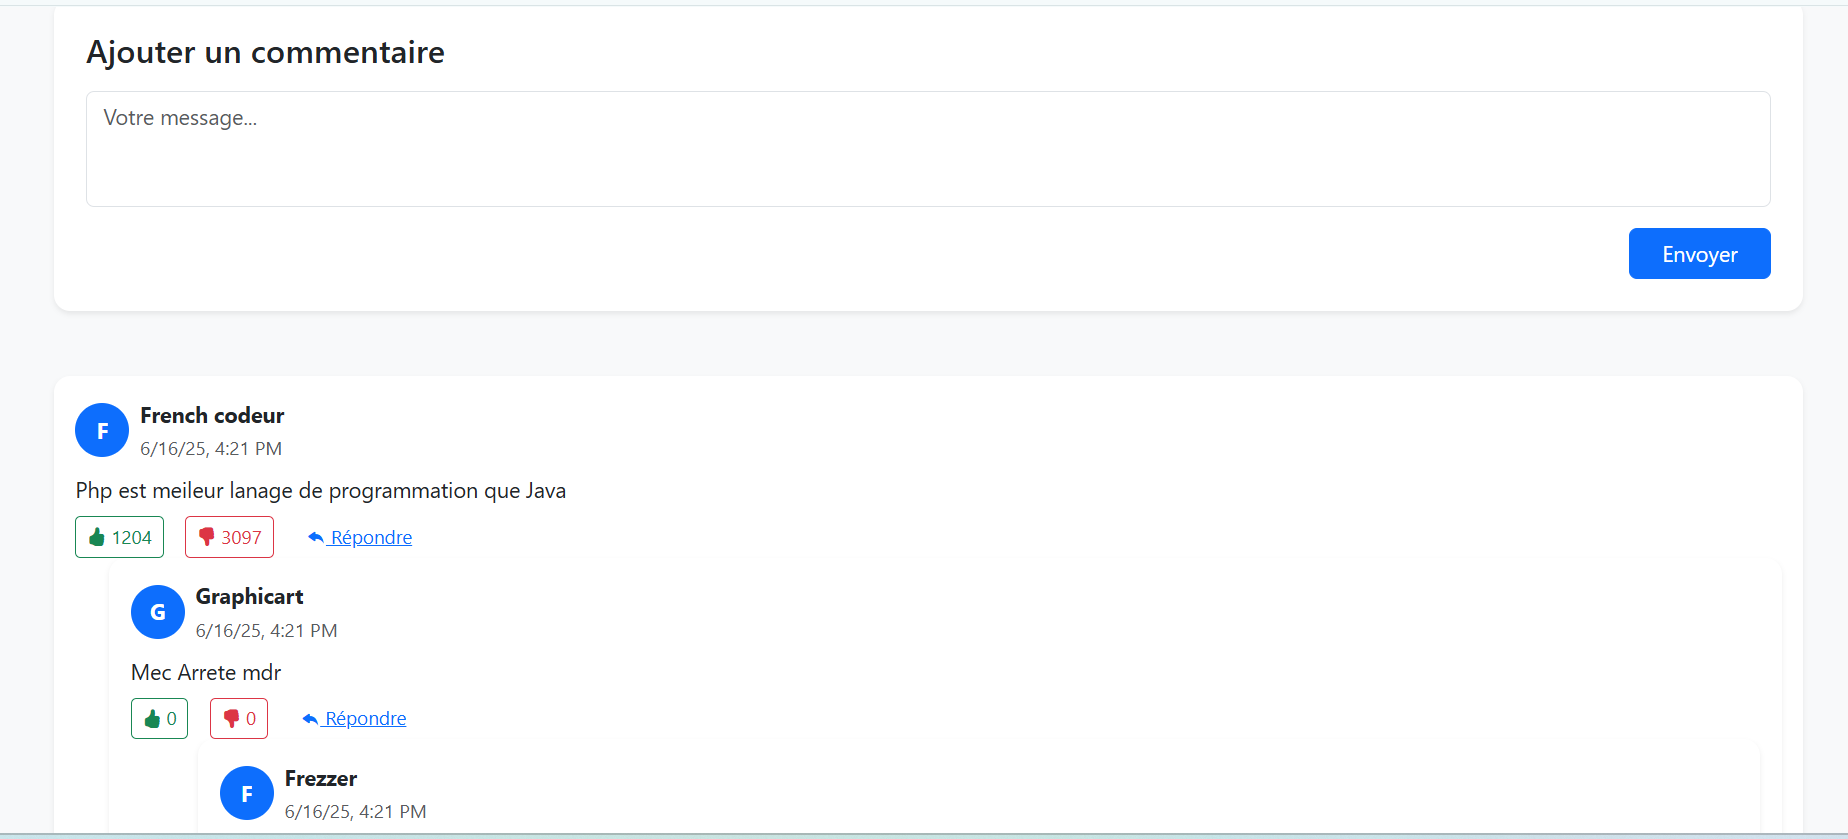 Ajouter un commentaire
Votre message...
Envoyer
F
French codeur
6/16/25, 4:21 PM
Php est meileur lanage de programmation que Java
1204 3097 Répondre
G
Graphicart
6/16/25, 4:21 PM
Mec Arrete mdr
0 0 Répondre
F
Frezzer
6/16/25, 4:21 PM